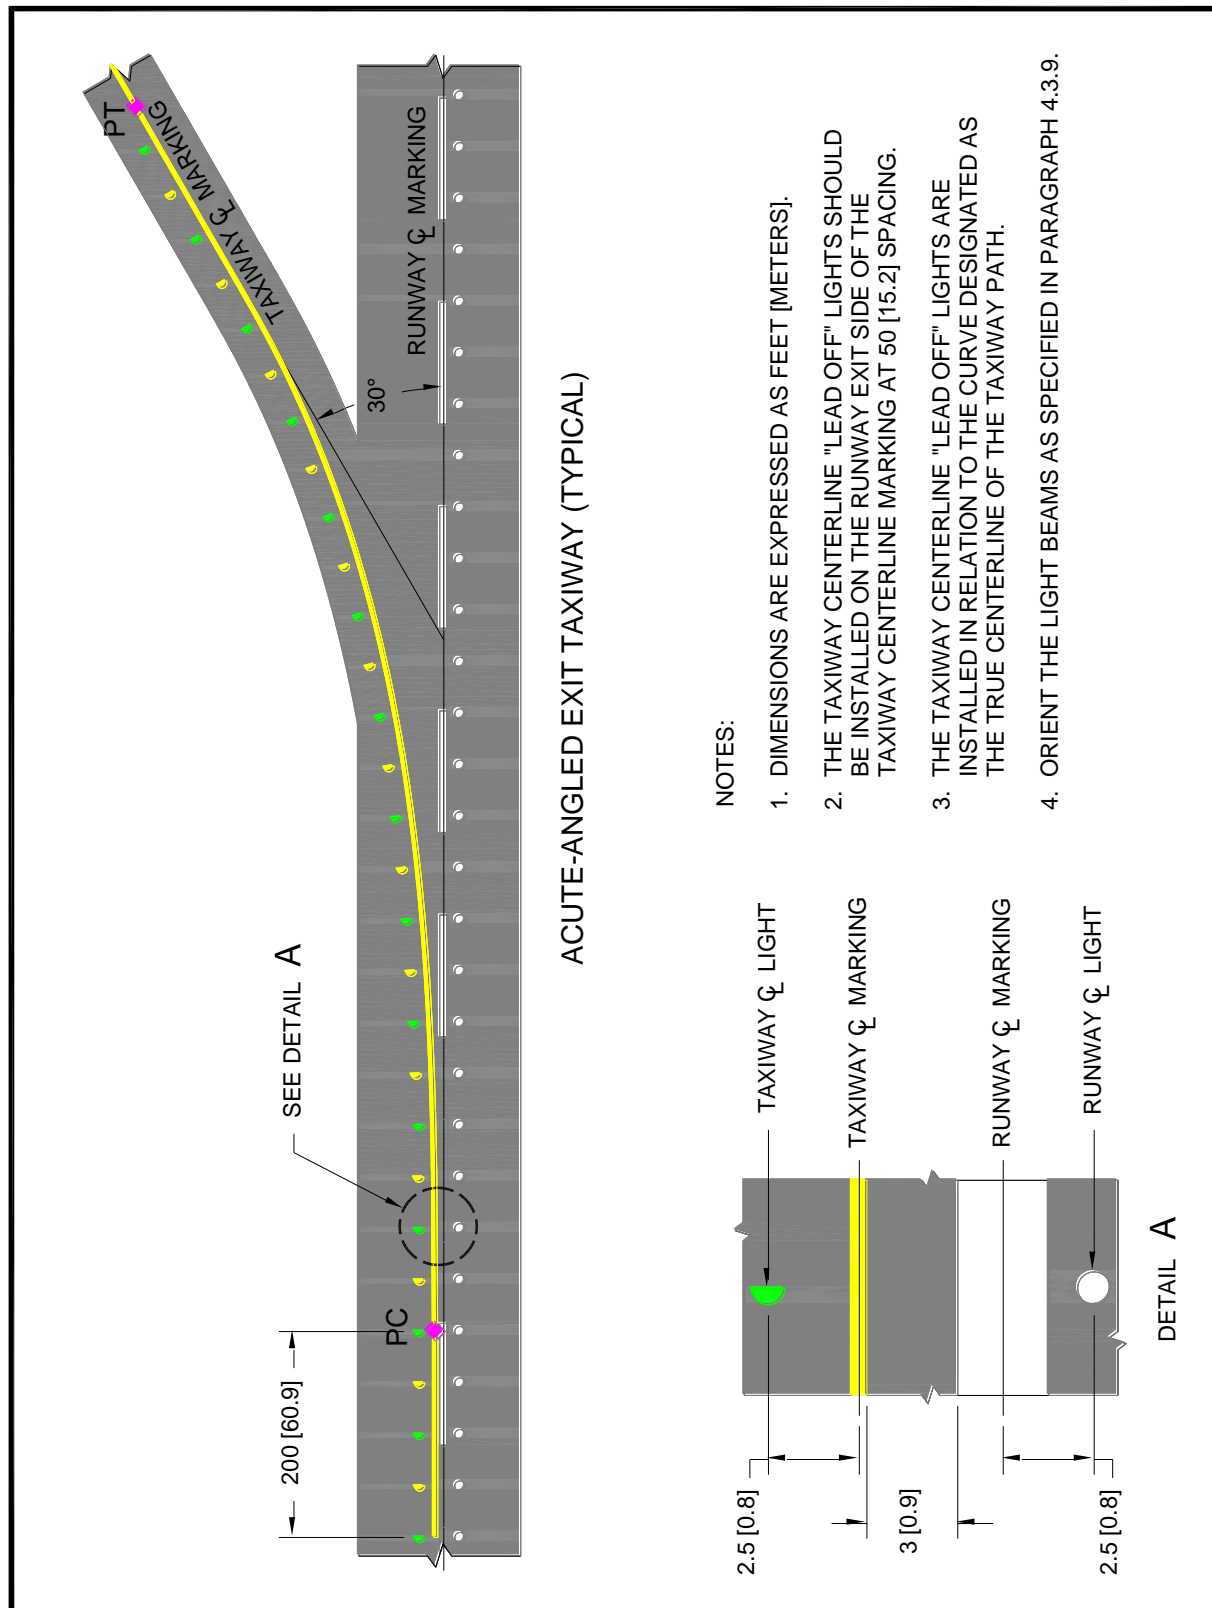 PT
TAXIWAY ℄ MARKING
RUNWAY ℄ MARKING
30°
SEE DETAIL A
PC
200 [60.9]
ACUTE-ANGLED EXIT TAXIWAY (TYPICAL)
NOTES:
1. DIMENSIONS ARE EXPRESSED AS FEET [METERS].
2. THE TAXIWAY CENTERLINE "LEAD OFF" LIGHTS SHOULD
BE INSTALLED ON THE RUNWAY EXIT SIDE OF THE
TAXIWAY CENTERLINE MARKING AT 50 [15.2] SPACING.
3. THE TAXIWAY CENTERLINE "LEAD OFF" LIGHTS ARE
INSTALLED IN RELATION TO THE CURVE DESIGNATED AS
THE TRUE CENTERLINE OF THE TAXIWAY PATH.
4. ORIENT THE LIGHT BEAMS AS SPECIFIED IN PARAGRAPH 4.3.9.
TAXIWAY ℄ LIGHT
TAXIWAY ℄ MARKING
RUNWAY ℄ MARKING
RUNWAY ℄ LIGHT
2.5 [0.8]
3 [0.9]
2.5 [0.8]
DETAIL A